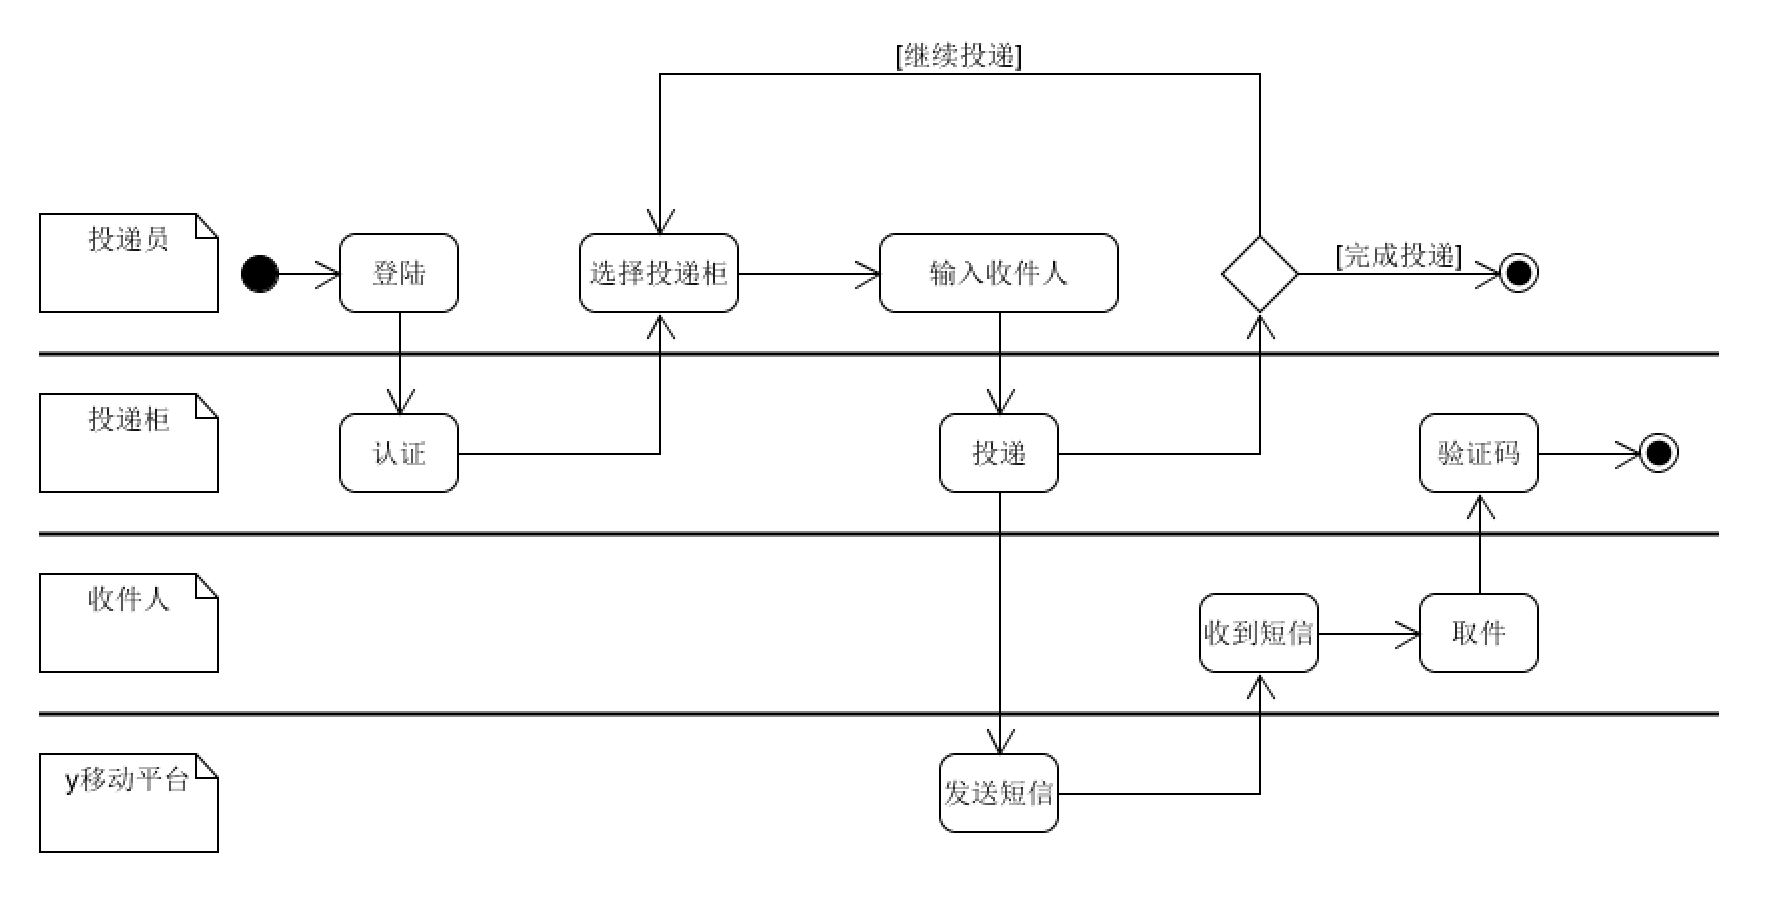 [继续投递]
投递员
登陆
选择投递柜
输入收件人
[完成投递]
投递柜
认证
投递
验证码
收件人
收到短信
取件
y移动平台
发送短信